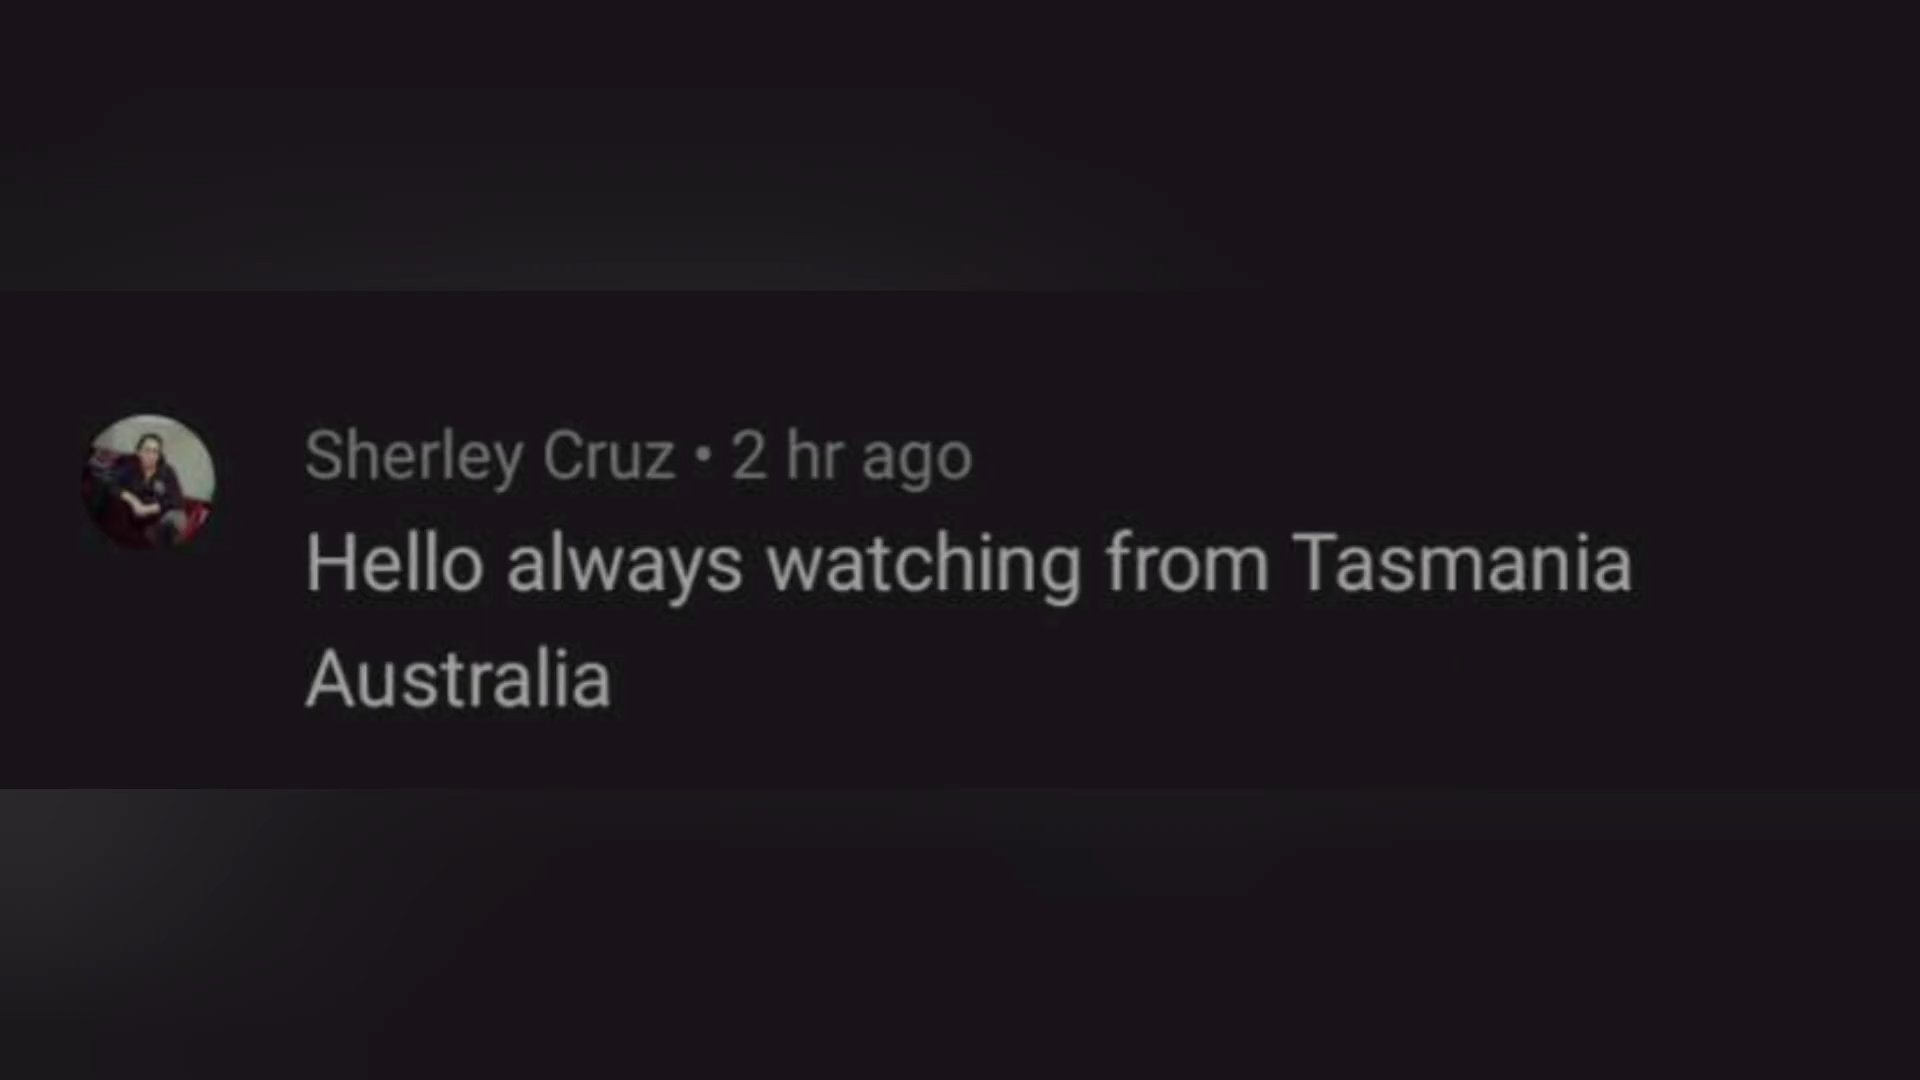 Sherley Cruz • 2 hr ago
Hello always watching from Tasmania
Australia